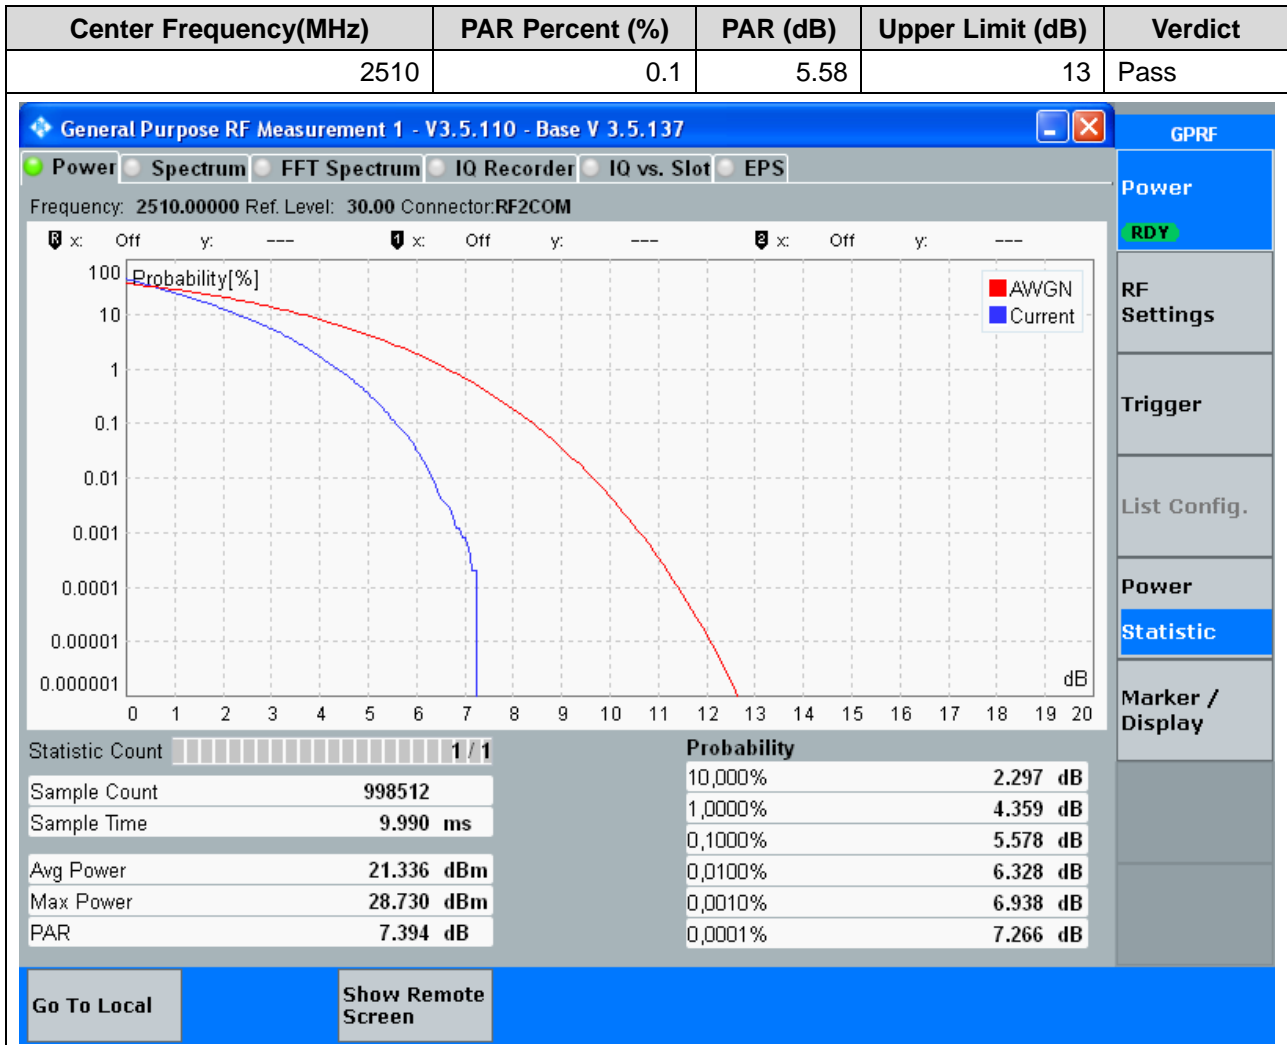 Center Frequency(MHz) PAR Percent (%) PAR (dB) Upper Limit (dB) Verdict
2510 0.1 5.58 13 Pass
General Purpose RF Measurement 1 - V3.5.110 - Base V 3.5.137
GPRF
Power Spectrum FFT Spectrum IQ Recorder IQ vs. Slot EPS
Power
RDY
Frequency: 2510.00000 Ref. Level: 30.00 Connector:RF2COM
R x: Off y: --- 1 x: Off y: --- 2 x: Off y: ---
Probability[%]
100
10
1
0.1
0.01
0.001
0.0001
0.00001
0.000001
AWGN
Current
dB
0 1 2 3 4 5 6 7 8 9 10 11 12 13 14 15 16 17 18 19 20
RF
Settings
Trigger
List Config.
Power
Statistic
Marker /
Display
Statistic Count 1 / 1
Sample Count 998512
Sample Time 9.990 ms
Avg Power 21.336 dBm
Max Power 28.730 dBm
PAR 7.394 dB
Probability
10,000% 2.297 dB
1,0000% 4.359 dB
0,1000% 5.578 dB
0,0100% 6.328 dB
0,0010% 6.938 dB
0,0001% 7.266 dB
Go To Local
Show Remote
Screen